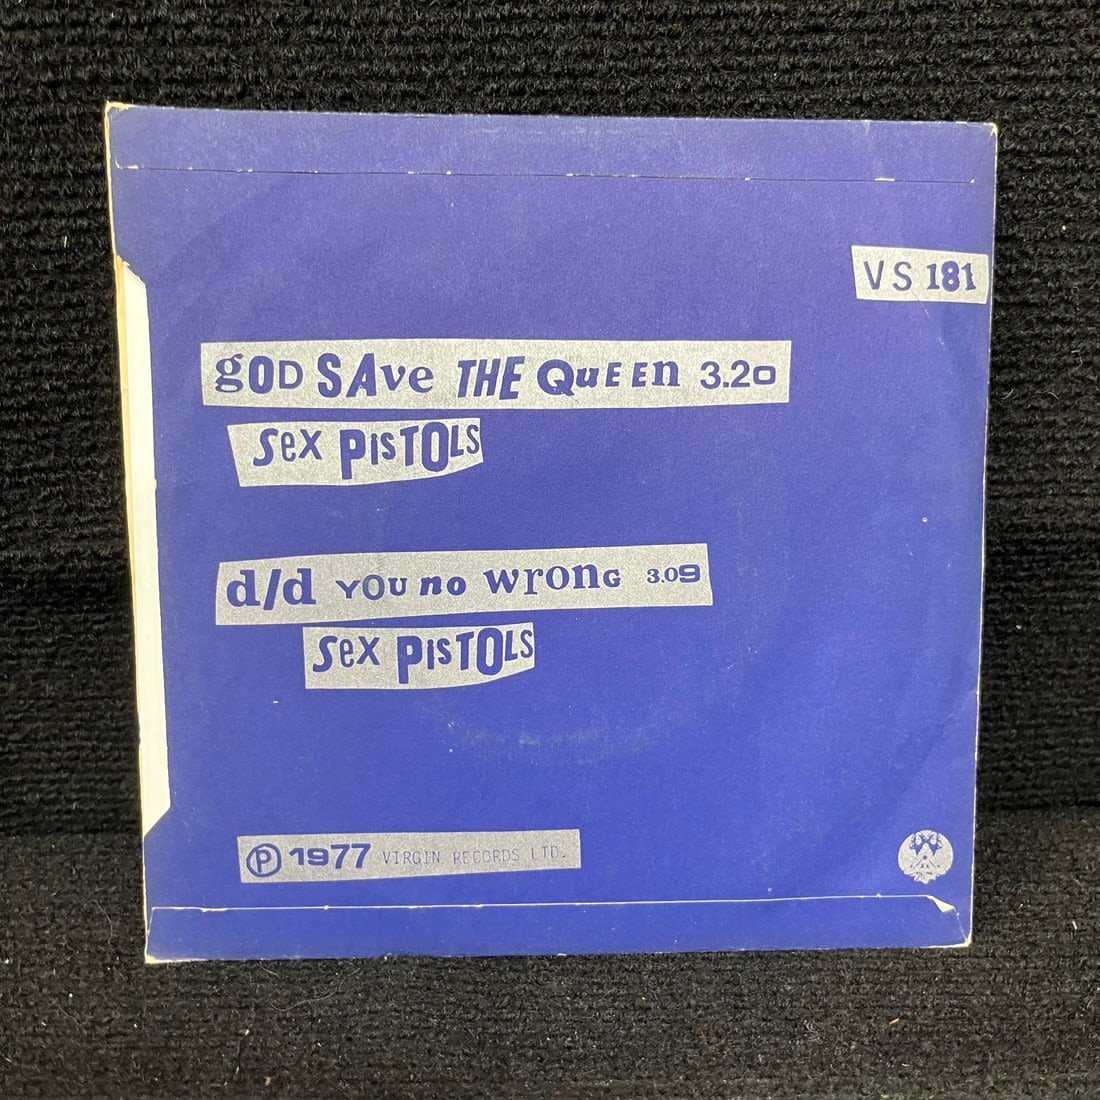 VS 181
gOD SAve THE QuEEn 3.20
Sex PiSTOLS
d/d YOU no wronG 3.09
Sex PiSTOLS
Ⓟ 1977 VIRGIN RECORDS LTD.